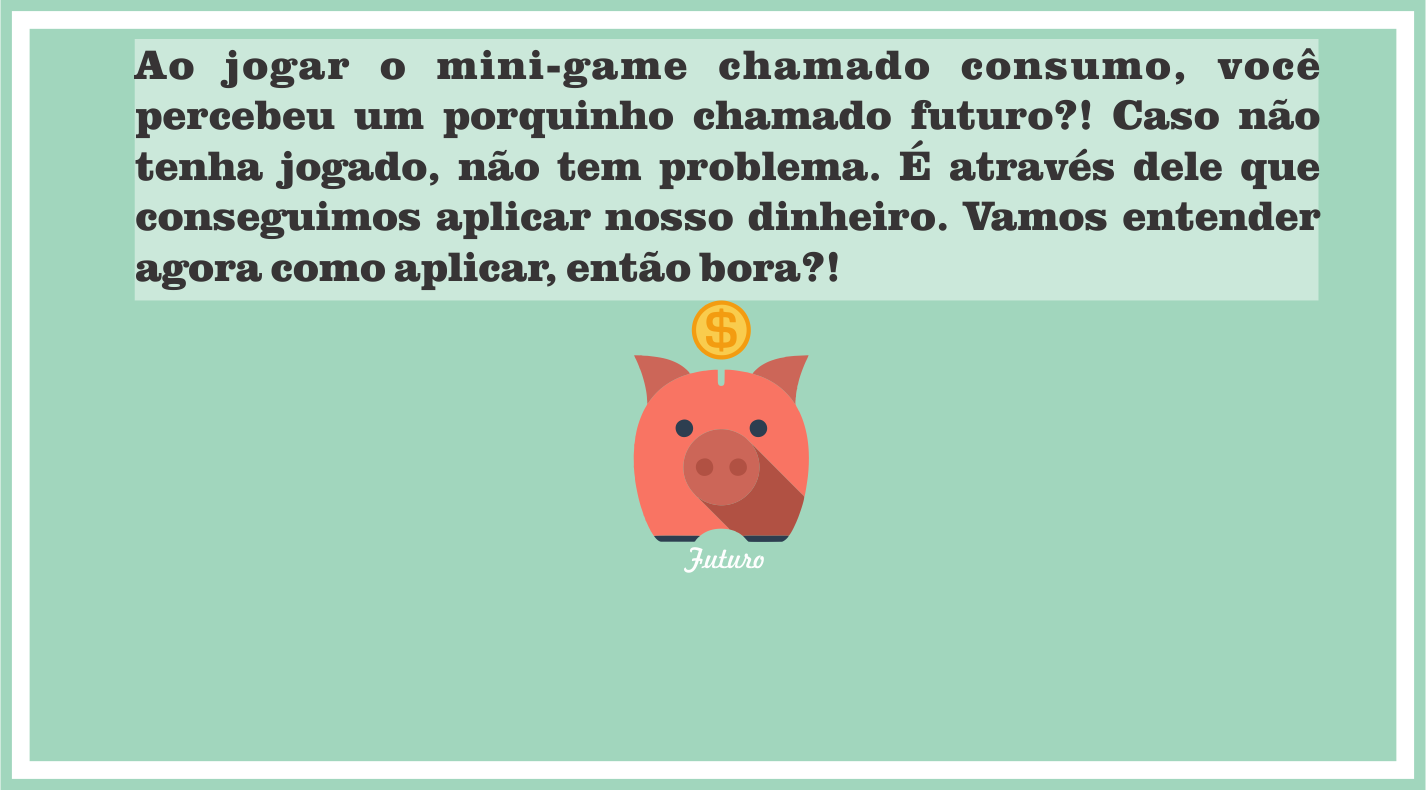 Ao jogar o mini-game chamado consumo, você
percebeu um porquinho chamado futuro?! Caso não
tenha jogado, não tem problema. É através dele que
conseguimos aplicar nosso dinheiro. Vamos entender
agora como aplicar, então bora?!
$
Futuro